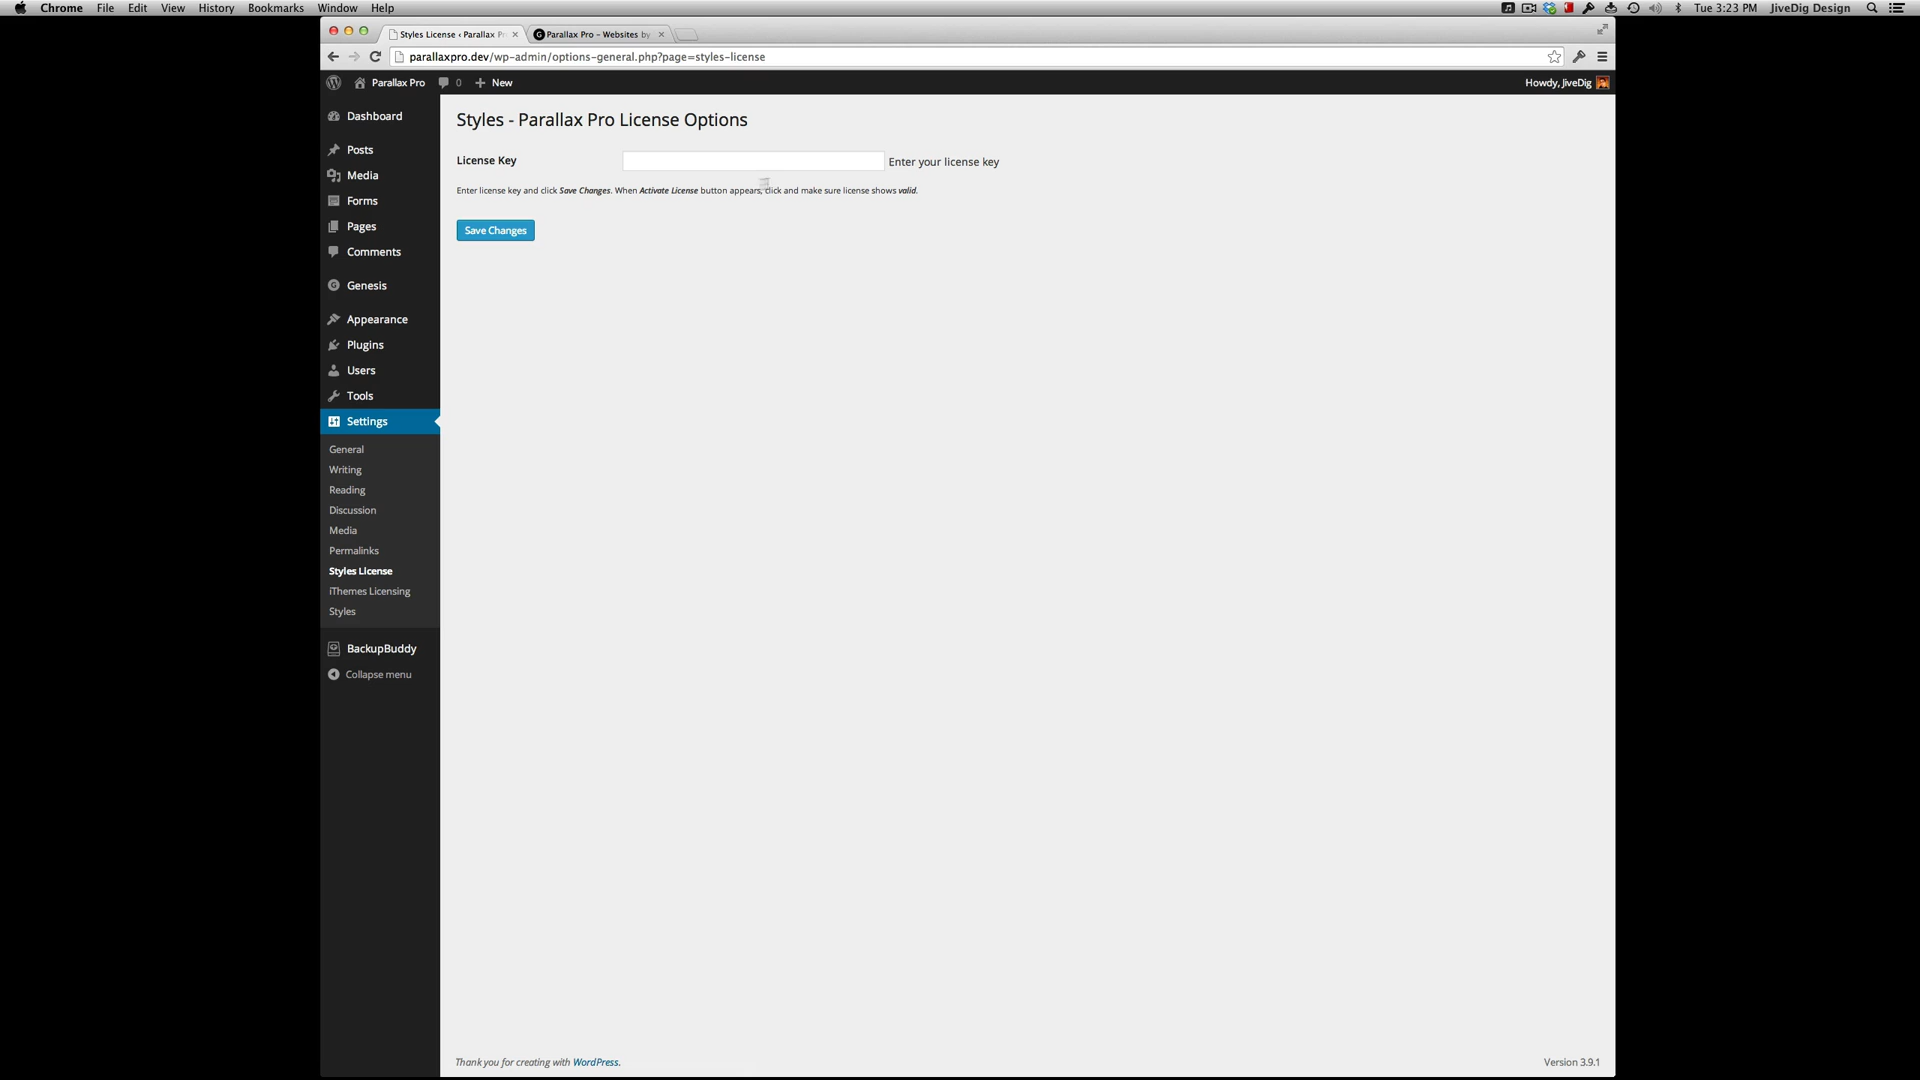 Chrome File Edit View History Bookmarks Window Help
Tue 3:23 PM JiveDig Design
Styles License ‹ Parallax Pr
Parallax Pro – Websites by
parallaxpro.dev/wp-admin/options-general.php?page=styles-license
Parallax Pro 0 New
Howdy, JiveDig
Dashboard
Posts
Media
Forms
Pages
Comments
Genesis
Appearance
Plugins
Users
Tools
Settings
General
Writing
Reading
Discussion
Media
Permalinks
Styles License
iThemes Licensing
Styles
BackupBuddy
Collapse menu
Styles - Parallax Pro License Options
License Key
Enter your license key
Enter license key and click Save Changes. When Activate License button appears, click and make sure license shows valid.
Save Changes
Thank you for creating with WordPress.
Version 3.9.1